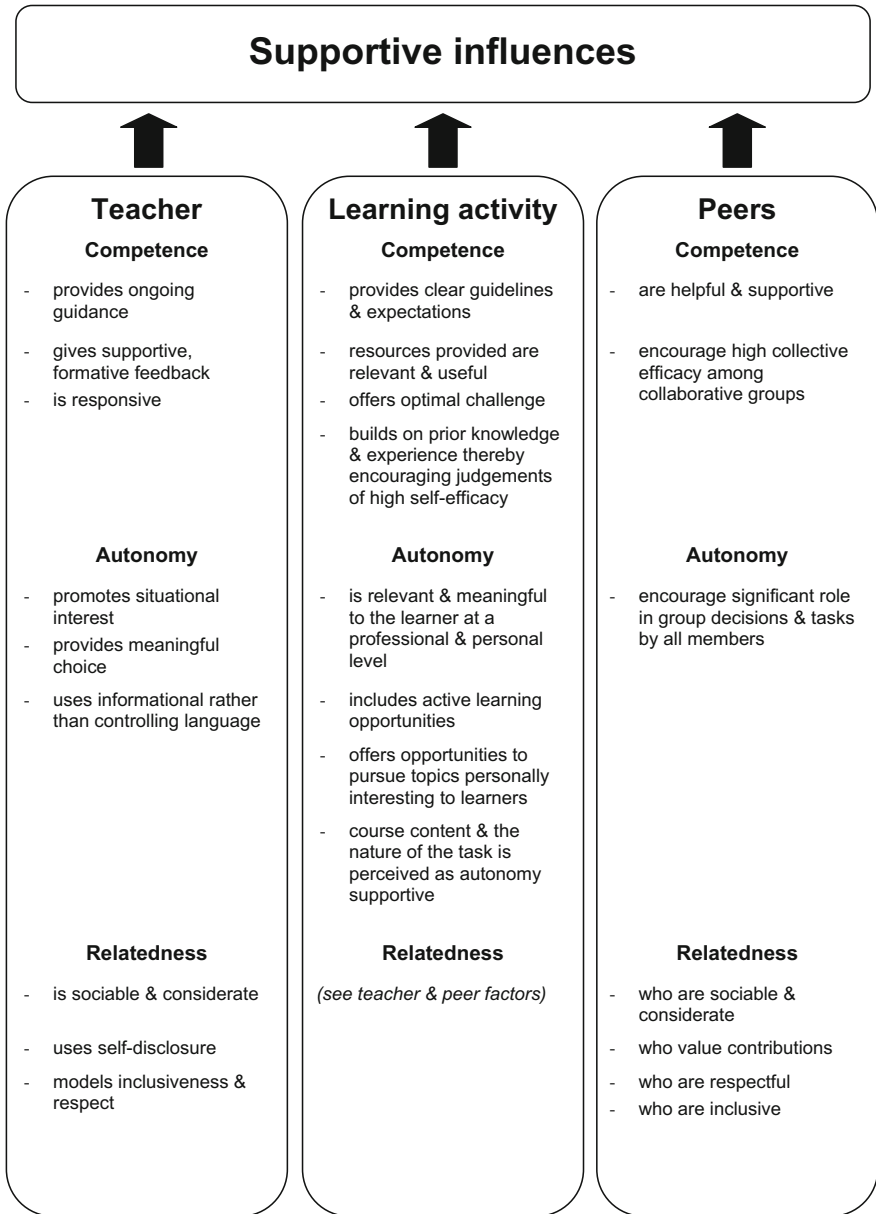 Supportive influences
Teacher
Competence
- provides ongoing
guidance
- gives supportive,
formative feedback
- is responsive
Autonomy
- promotes situational
interest
- provides meaningful
choice
- uses informational rather
than controlling language
Relatedness
- is sociable & considerate
- uses self-disclosure
- models inclusiveness &
respect
Learning activity
Competence
- provides clear guidelines
& expectations
- resources provided are
relevant & useful
- offers optimal challenge
- builds on prior knowledge
& experience thereby
encouraging judgements
of high self-efficacy
Autonomy
- is relevant & meaningful
to the learner at a
professional & personal
level
- includes active learning
opportunities
- offers opportunities to
pursue topics personally
interesting to learners
- course content & the
nature of the task is
perceived as autonomy
supportive
Relatedness
(see teacher & peer factors)
Peers
Competence
- are helpful & supportive
- encourage high collective
efficacy among
collaborative groups
Autonomy
- encourage significant role
in group decisions & tasks
by all members
Relatedness
- who are sociable &
considerate
- who value contributions
- who are respectful
- who are inclusive